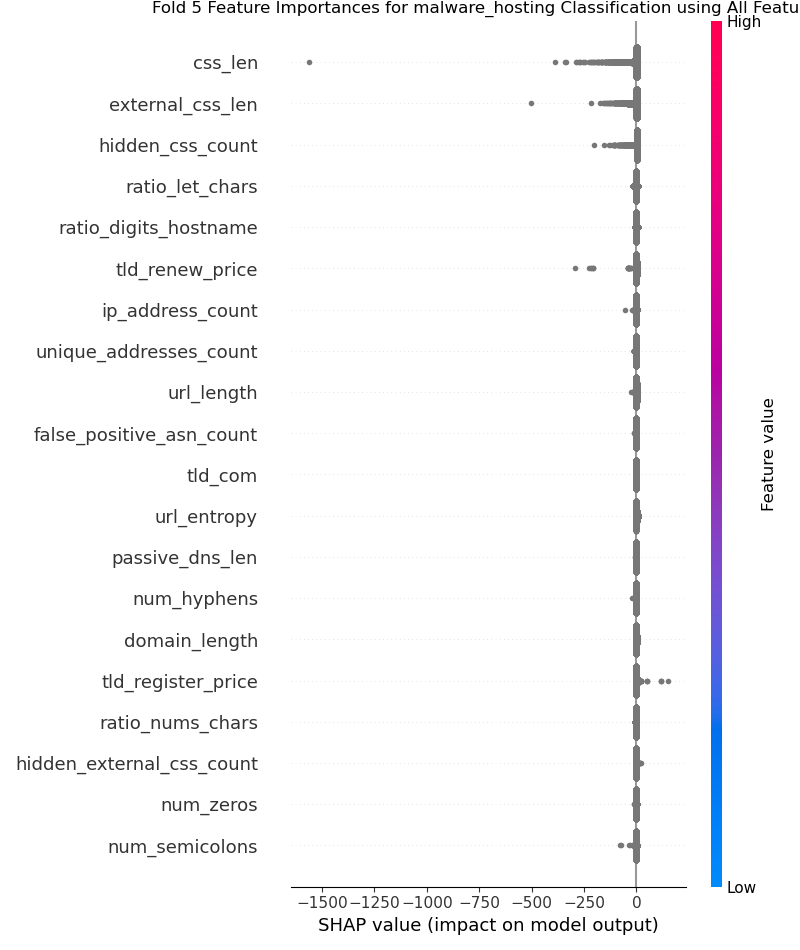 Fold 5 Feature Importances for malware_hosting Classification using All Featu
High
css_len
external_css_len
hidden_css_count
ratio_let_chars
ratio_digits_hostname
tld_renew_price
ip_address_count
unique_addresses_count
url_length
false_positive_asn_count
tld_com
url_entropy
passive_dns_len
num_hyphens
domain_length
tld_register_price
ratio_nums_chars
hidden_external_css_count
num_zeros
num_semicolons
Feature value
Low
−1500 −1250 −1000 −750 −500 −250 0
SHAP value (impact on model output)